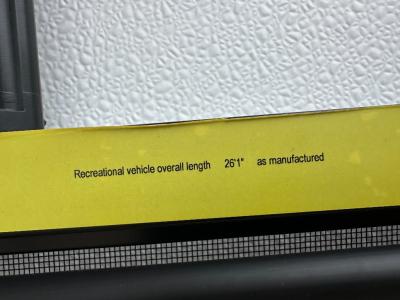 Recreational vehicle overall length 26'1" as manufactured